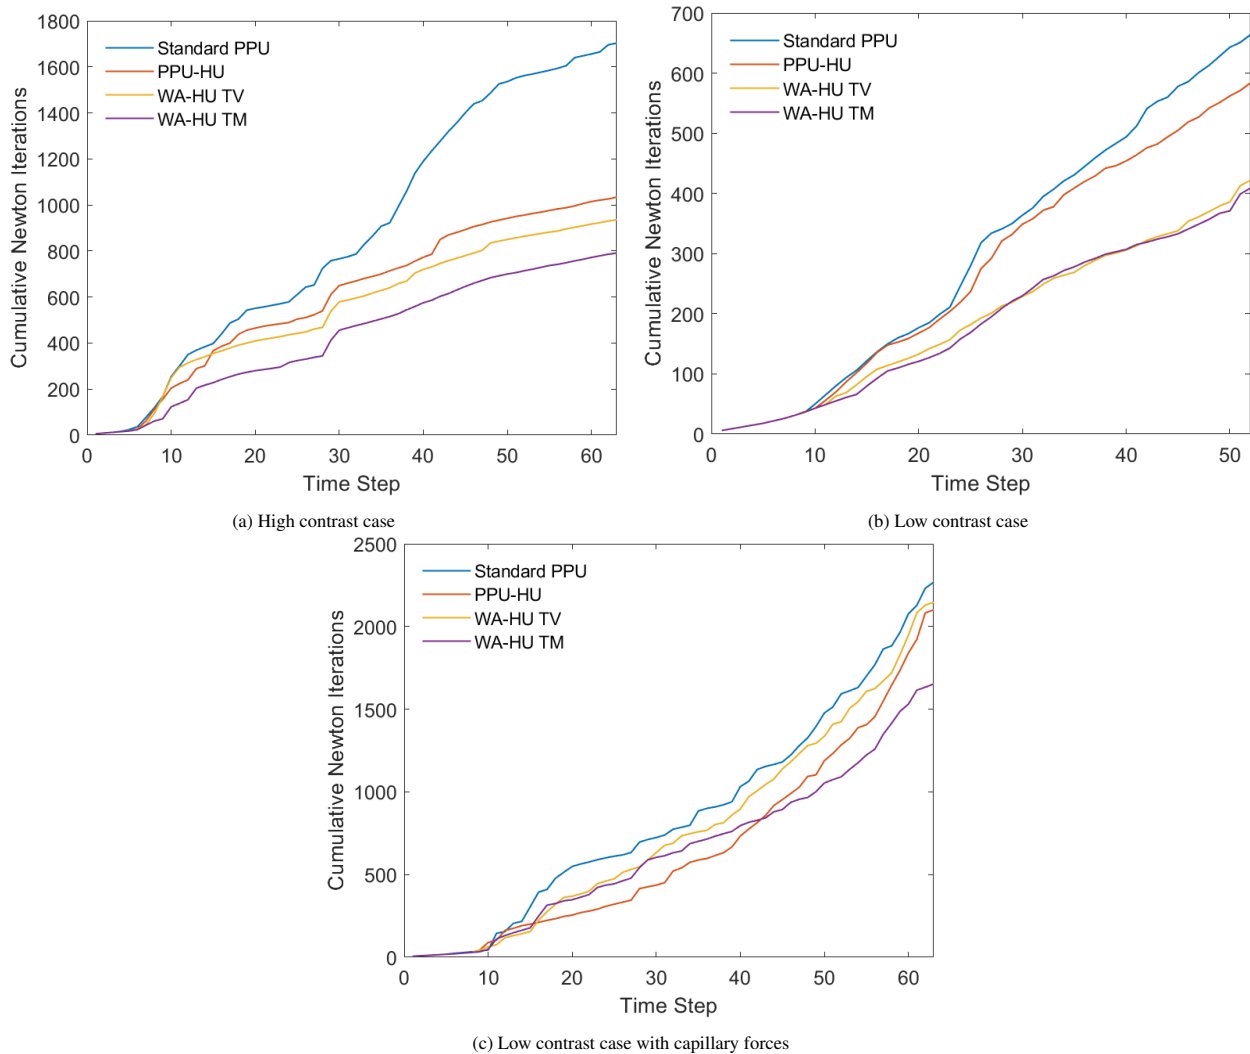 1800
1600
1400
1200
1000
800
600
400
200
0
Cumulative Newton Iterations
Standard PPU
PPU-HU
WA-HU TV
WA-HU TM
0 10 20 30 40 50 60
Time Step
(a) High contrast case
700
600
500
400
300
200
100
0
Cumulative Newton Iterations
Standard PPU
PPU-HU
WA-HU TV
WA-HU TM
0 10 20 30 40 50
Time Step
(b) Low contrast case
2500
2000
1500
1000
500
0
Cumulative Newton Iterations
Standard PPU
PPU-HU
WA-HU TV
WA-HU TM
0 10 20 30 40 50 60
Time Step
(c) Low contrast case with capillary forces